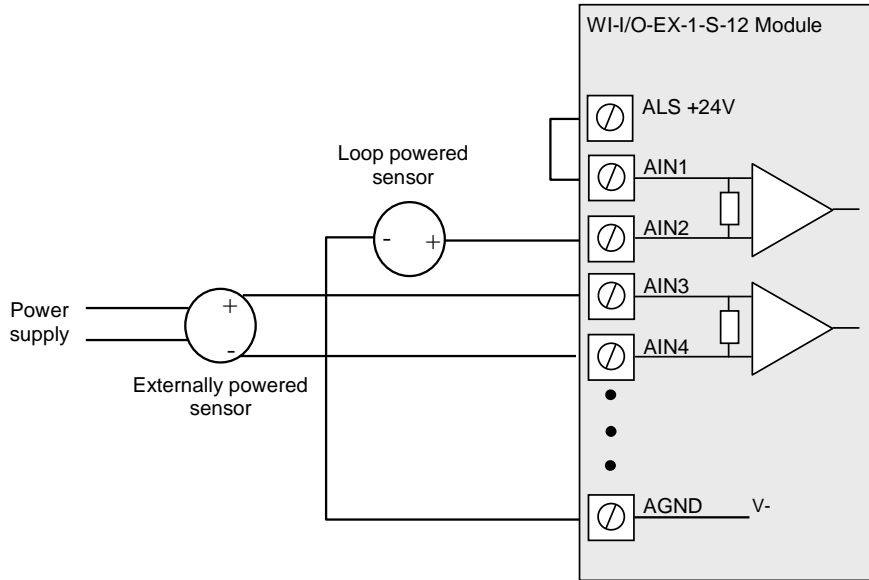 WI-I/O-EX-1-S-12 Module
ALS +24V
Loop powered
sensor
AIN1
- +
AIN2
AIN3
Power
supply
+
-
AIN4
Externally powered
sensor
AGND
V-